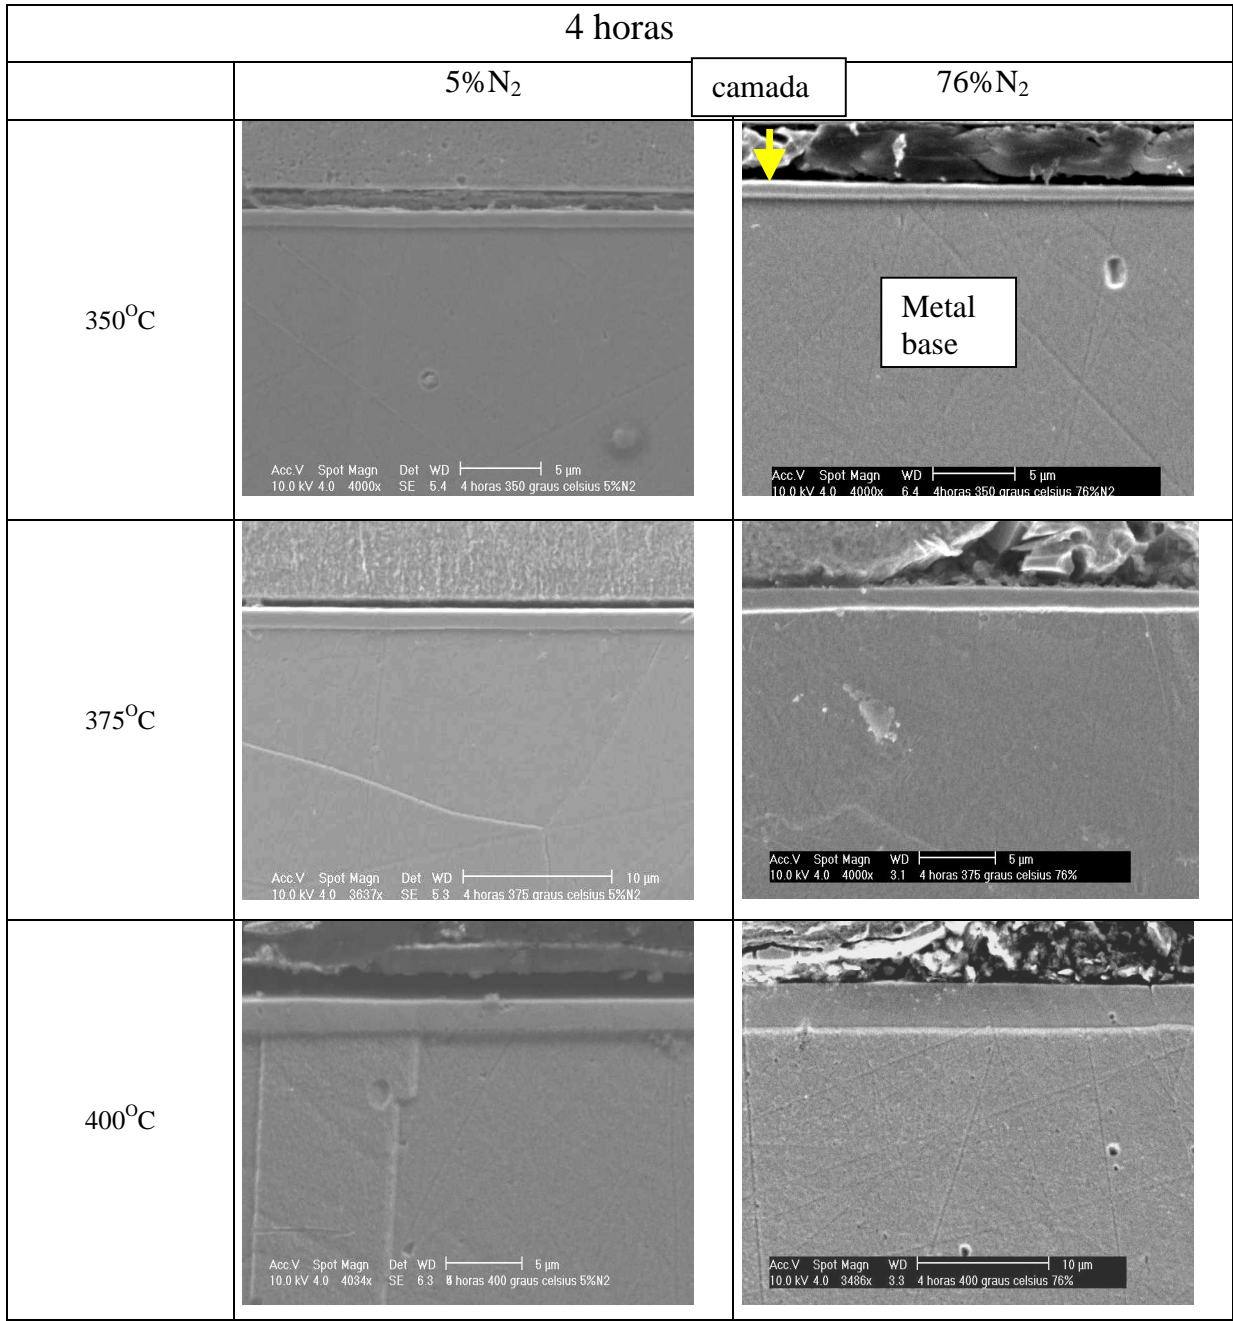 4 horas
5%N2
camada
76%N2
350OC
Metal
base
Acc.V Spot Magn Det WD 5 µm
10.0 kV 4.0 4000x SE 5.4 4 horas 350 graus celsius 5%N2
Acc.V Spot Magn WD 5 µm
10.0 kV 4.0 4000x 6.4 4horas 350 graus celsius 76%N2
375OC
Acc.V Spot Magn Det WD 10 µm
10.0 kV 4.0 3637x SE 5.3 4 horas 375 graus celsius 5%N2
Acc.V Spot Magn WD 5 µm
10.0 kV 4.0 4000x 3.1 4 horas 375 graus celsius 76%
400OC
Acc.V Spot Magn Det WD 5 µm
10.0 kV 4.0 4034x SE 6.3 horas 400 graus celsius 5%N2
Acc.V Spot Magn WD 10 µm
10.0 kV 4.0 3486x 3.3 4 horas 400 graus celsius 76%